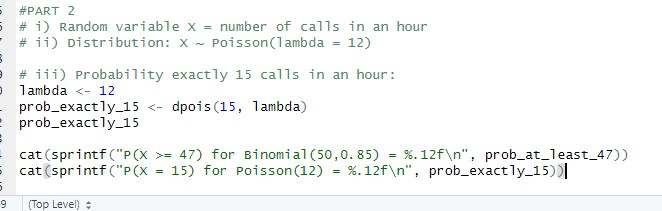 #PART 2
# i) Random variable X = number of calls in an hour
# ii) Distribution: X ~ Poisson(lambda = 12)
# iii) Probability exactly 15 calls in an hour:
lambda <- 12
prob_exactly_15 <- dpois(15, lambda)
prob_exactly_15
cat(sprintf("P(X >= 47) for Binomial(50,0.85) = %.12f\n", prob_at_least_47))
cat(sprintf("P(X = 15) for Poisson(12) = %.12f\n", prob_exactly_15))
(Top Level)